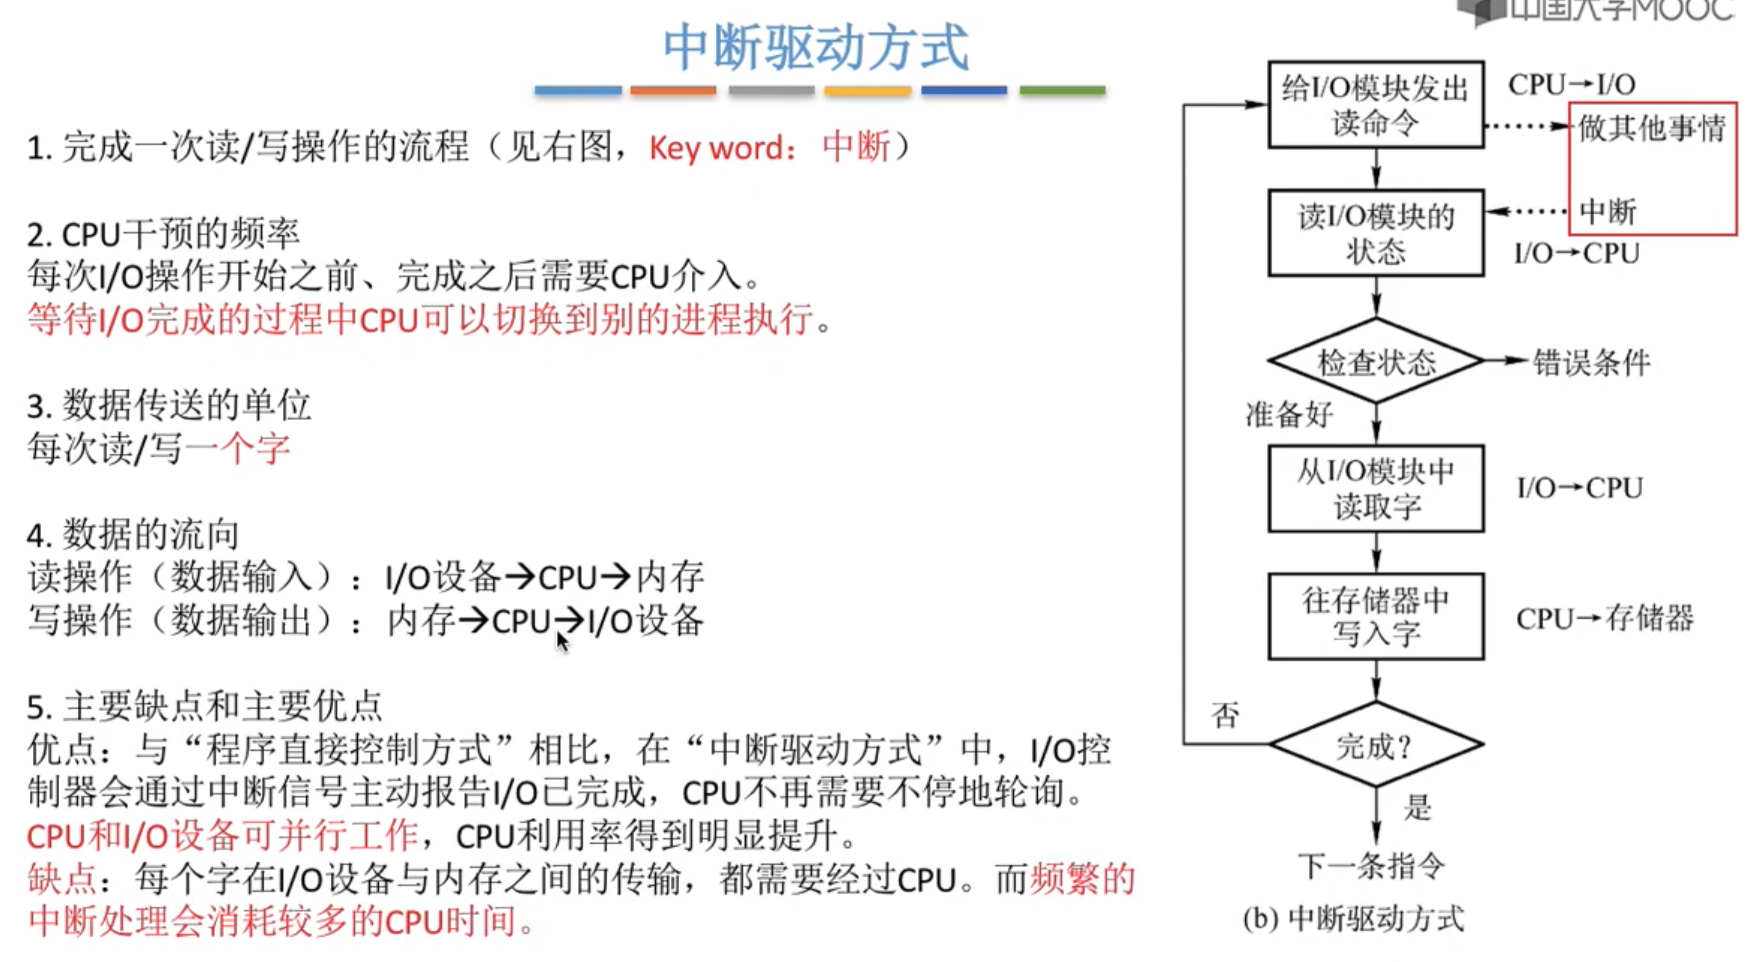 中国大学MOOC
中断驱动方式
1. 完成一次读/写操作的流程（见右图，Key word：中断）
2. CPU干预的频率
每次I/O操作开始之前、完成之后需要CPU介入。
等待I/O完成的过程中CPU可以切换到别的进程执行。
3. 数据传送的单位
每次读/写一个字
4. 数据的流向
读操作（数据输入）：I/O设备→CPU→内存
写操作（数据输出）：内存→CPU→I/O设备
5. 主要缺点和主要优点
优点：与“程序直接控制方式”相比，在“中断驱动方式”中，I/O控
制器会通过中断信号主动报告I/O已完成，CPU不再需要不停地轮询。
CPU和I/O设备可并行工作，CPU利用率得到明显提升。
缺点：每个字在I/O设备与内存之间的传输，都需要经过CPU。而频繁的
中断处理会消耗较多的CPU时间。
给I/O模块发出
读命令
CPU→I/O
做其他事情
读I/O模块的
状态
中断
I/O→CPU
检查状态
错误条件
准备好
从I/O模块中
读取字
I/O→CPU
往存储器中
写入字
CPU→存储器
否
完成?
是
下一条指令
(b) 中断驱动方式